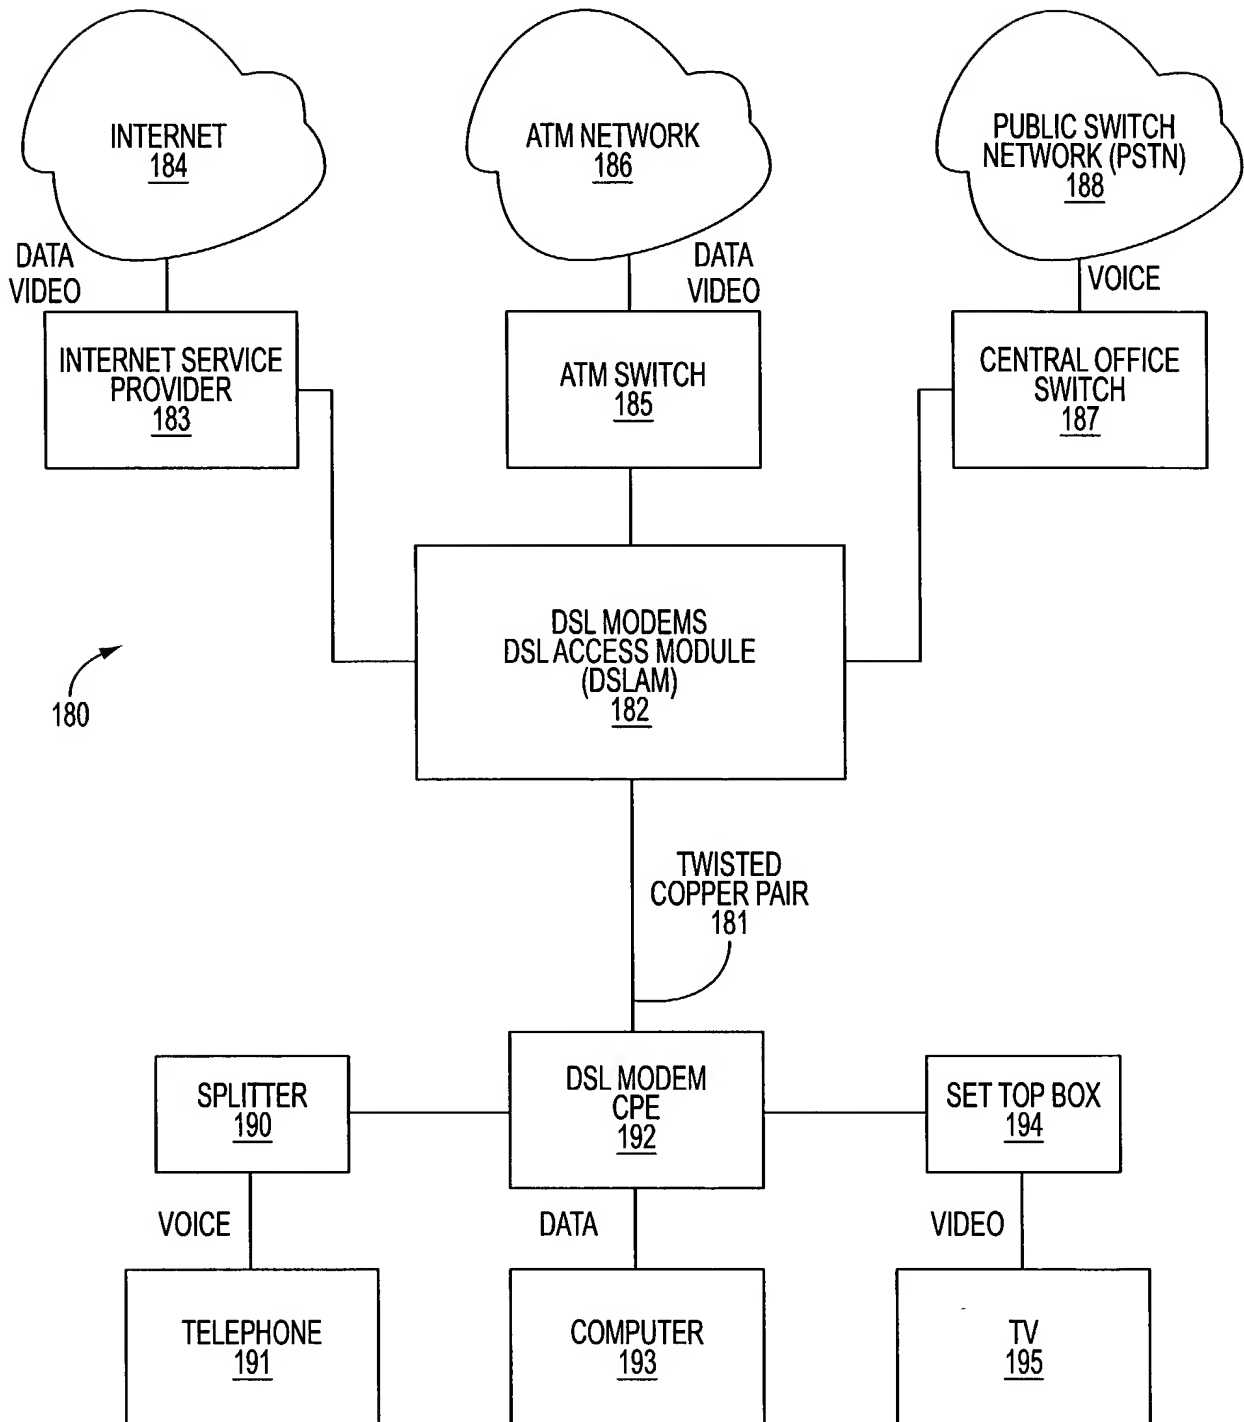 INTERNET
184
ATM NETWORK
186
PUBLIC SWITCH
NETWORK (PSTN)
188
DATA
VIDEO
DATA
VIDEO
VOICE
INTERNET SERVICE
PROVIDER
183
ATM SWITCH
185
CENTRAL OFFICE
SWITCH
187
DSL MODEMS
DSL ACCESS MODULE
(DSLAM)
182
180
TWISTED
COPPER PAIR
181
SPLITTER
190
DSL MODEM
CPE
192
SET TOP BOX
194
VOICE
DATA
VIDEO
TELEPHONE
191
COMPUTER
193
TV
195